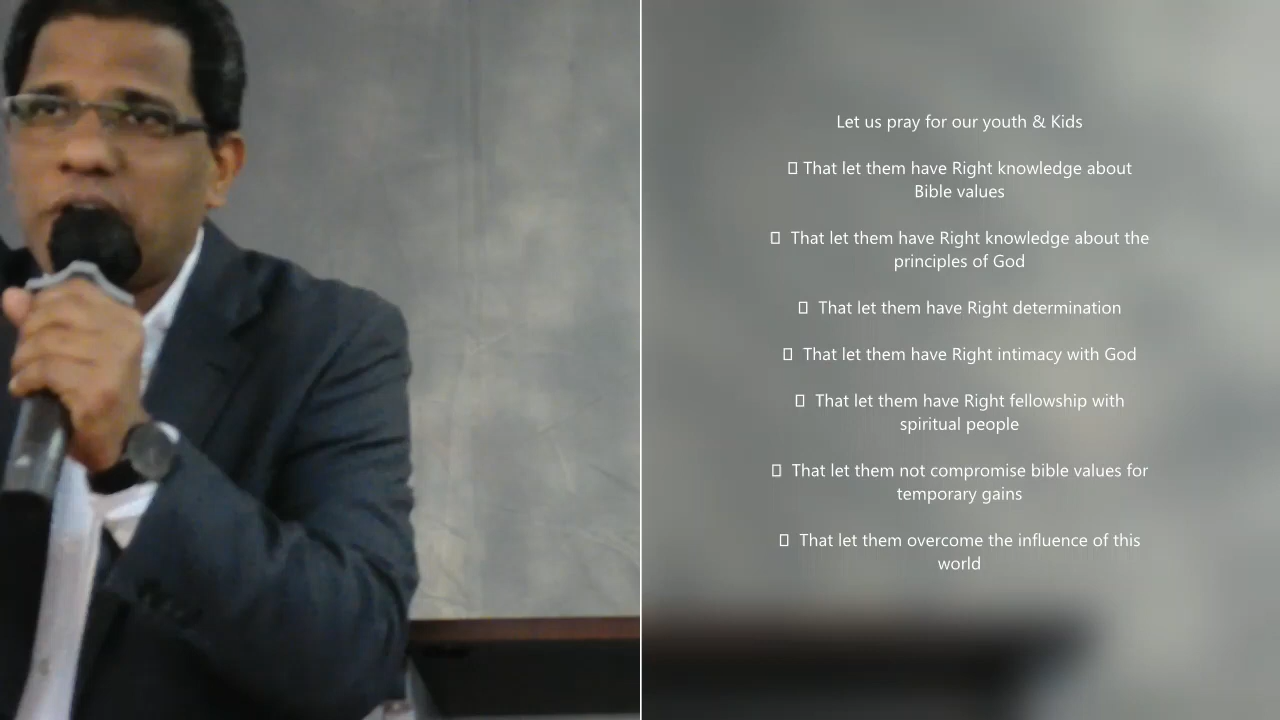 Let us pray for our youth & Kids
▯ That let them have Right knowledge about
Bible values
▯ That let them have Right knowledge about the
principles of God
▯ That let them have Right determination
▯ That let them have Right intimacy with God
▯ That let them have Right fellowship with
spiritual people
▯ That let them not compromise bible values for
temporary gains
▯ That let them overcome the influence of this
world